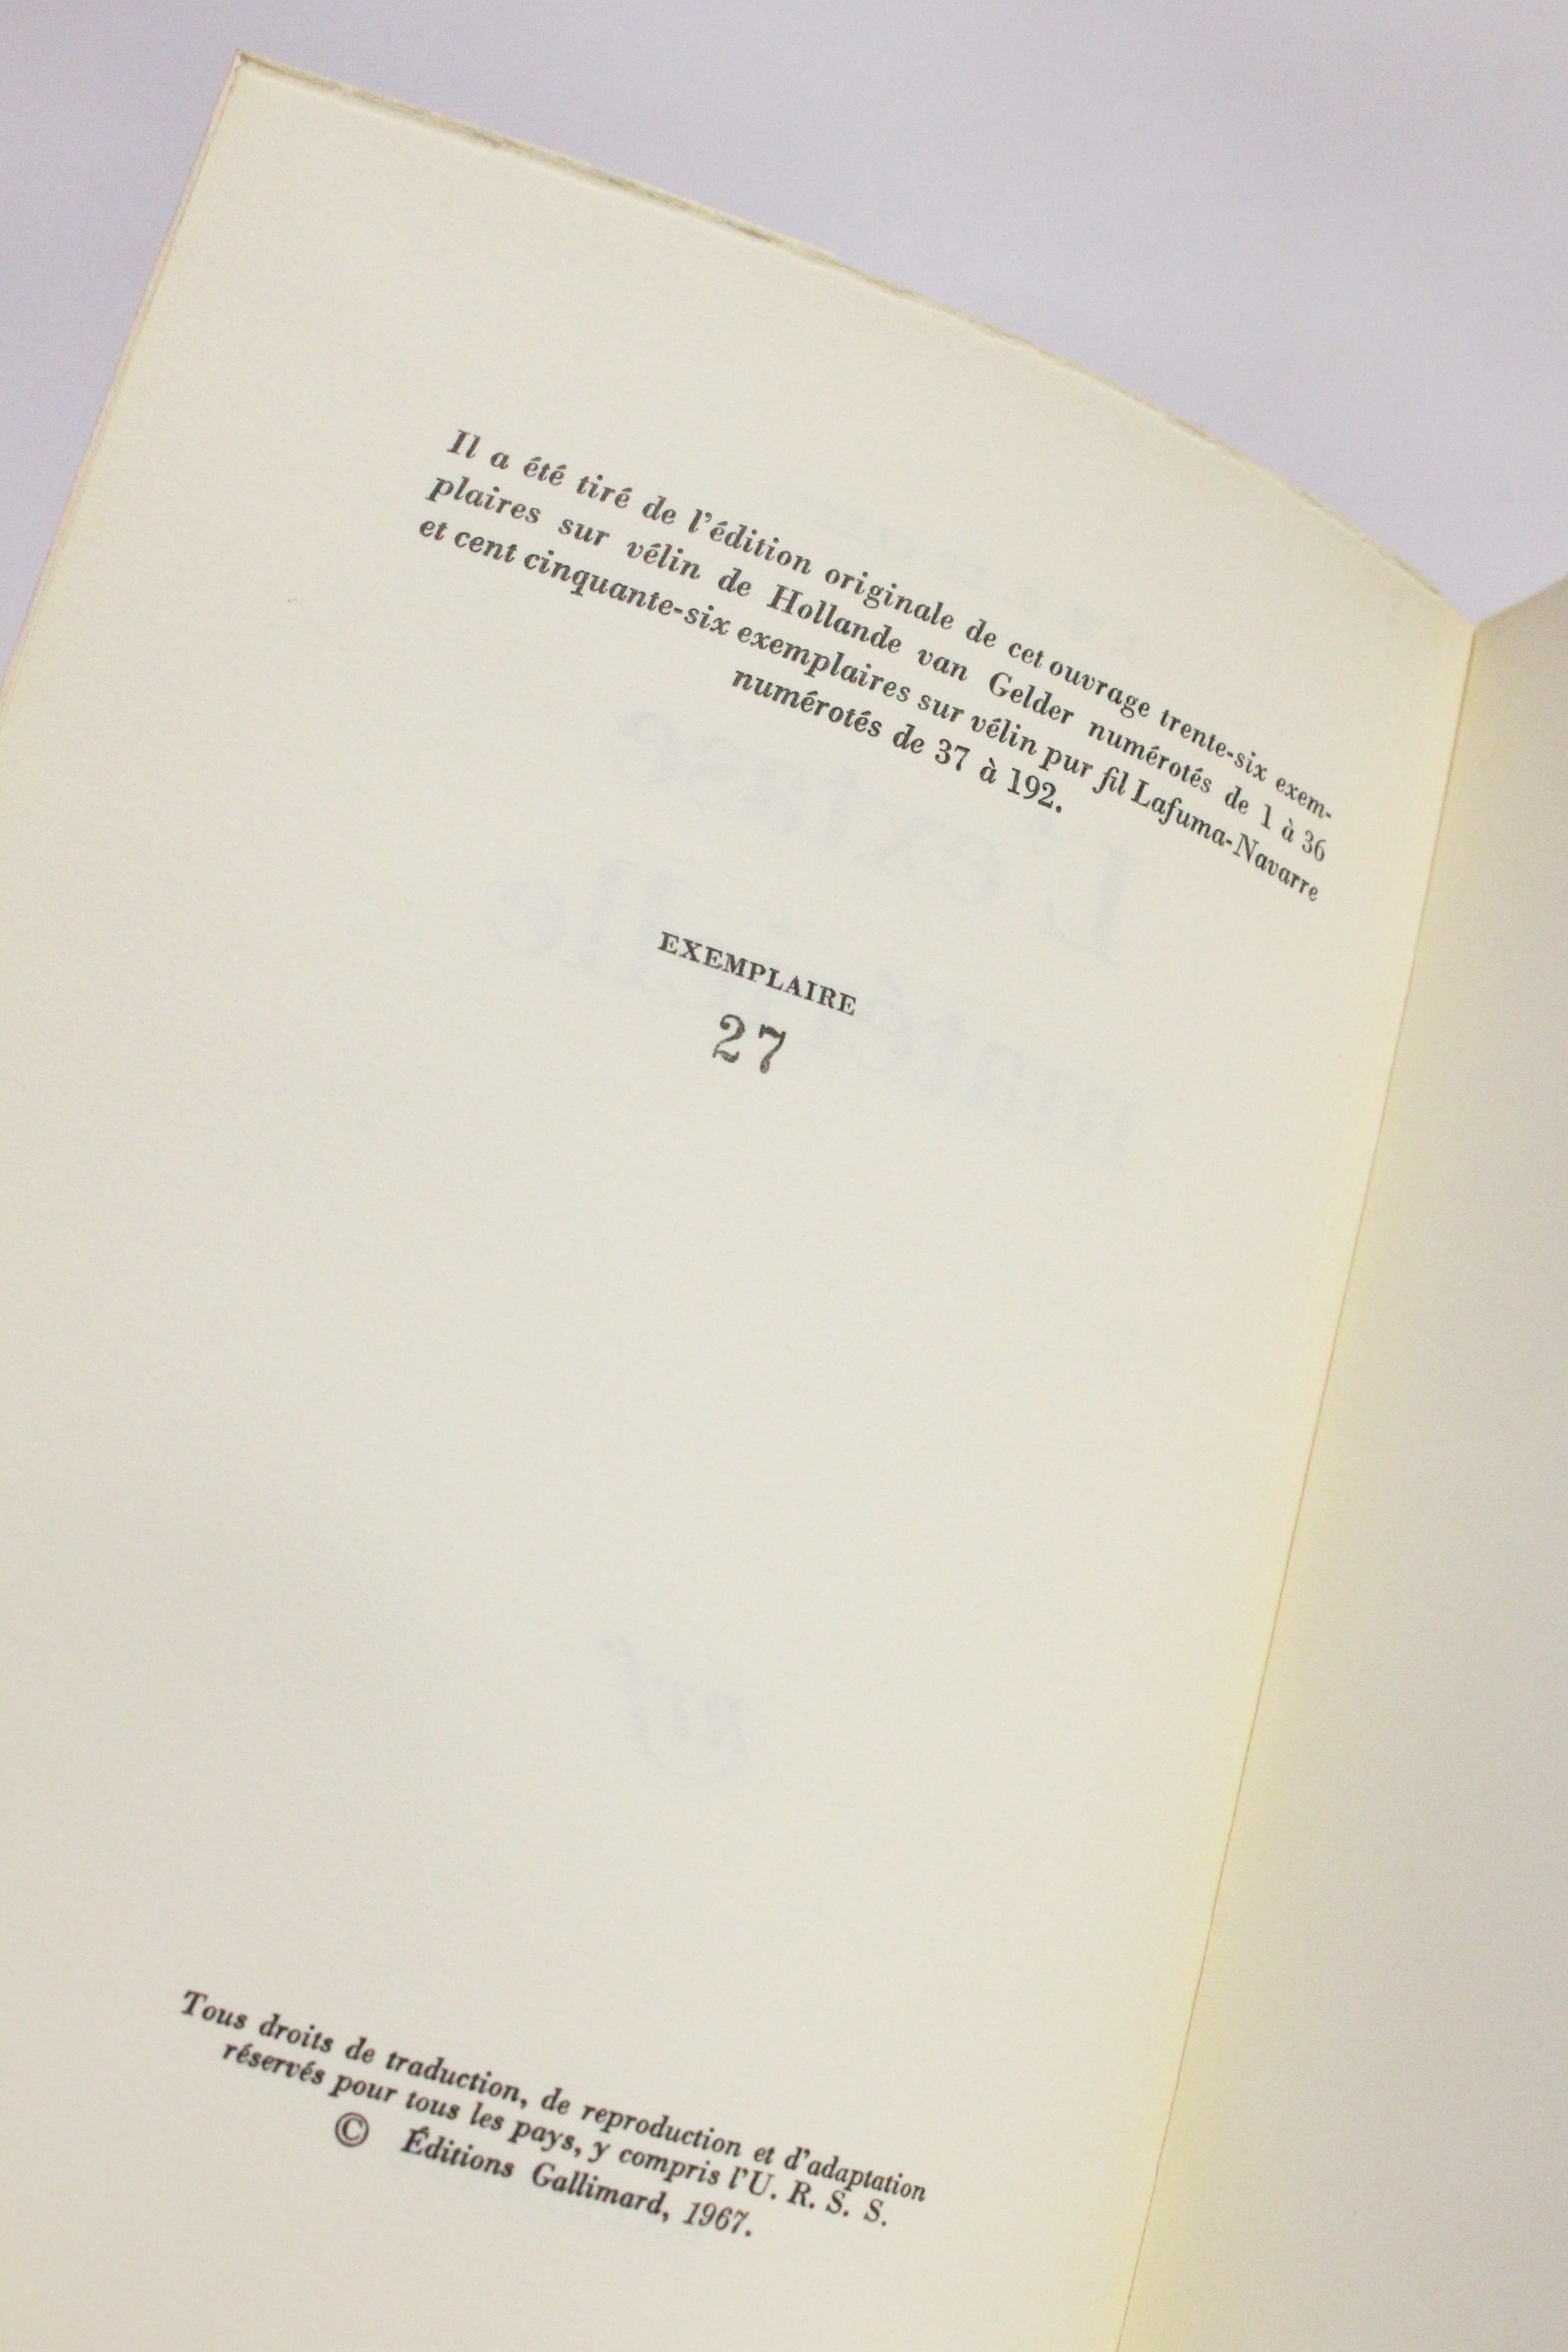 Il a été tiré de l'édition originale de cet ouvrage trente-six exem-
plaires sur vélin de Hollande van Gelder numérotés de 1 à 36
et cent cinquante-six exemplaires sur vélin pur fil Lafuma-Navarre
numérotés de 37 à 192.
EXEMPLAIRE
27
nrf
Tous droits de traduction, de reproduction et d'adaptation
réservés pour tous les pays, y compris l'U. R. S. S.
© Éditions Gallimard, 1967.